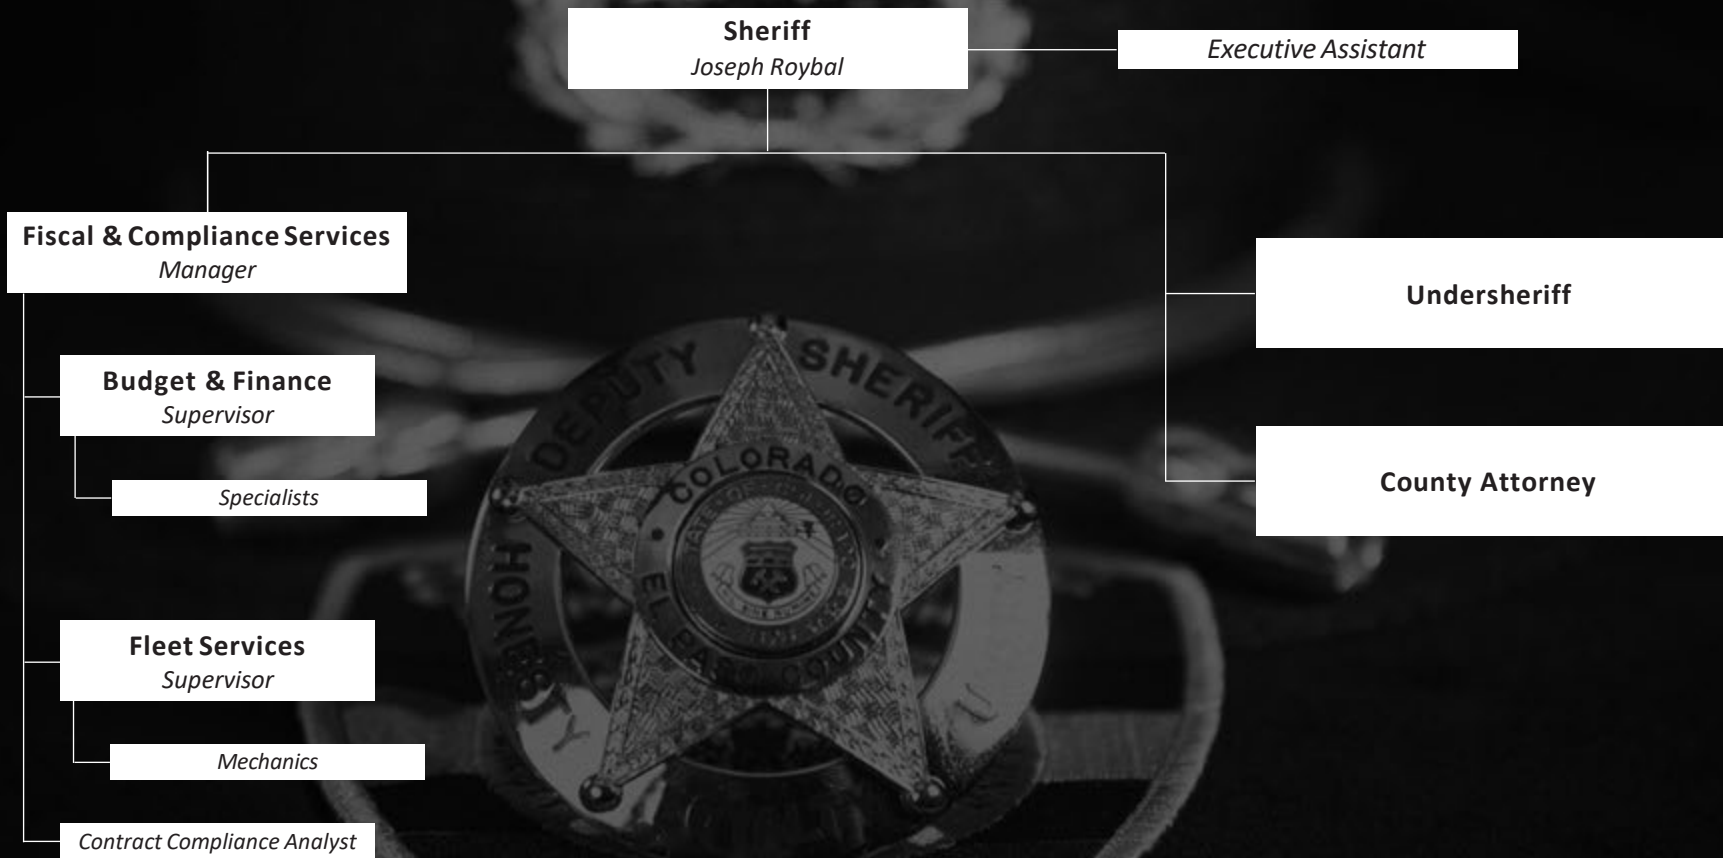 Sheriff
Joseph Roybal
Executive Assistant
Fiscal & Compliance Services
Manager
Undersheriff
Budget & Finance
Supervisor
Specialists
County Attorney
Fleet Services
Supervisor
Mechanics
Contract Compliance Analyst
DEPUTY SHERIFF
HONESTY
COLORADO
EL PASO COUNTY